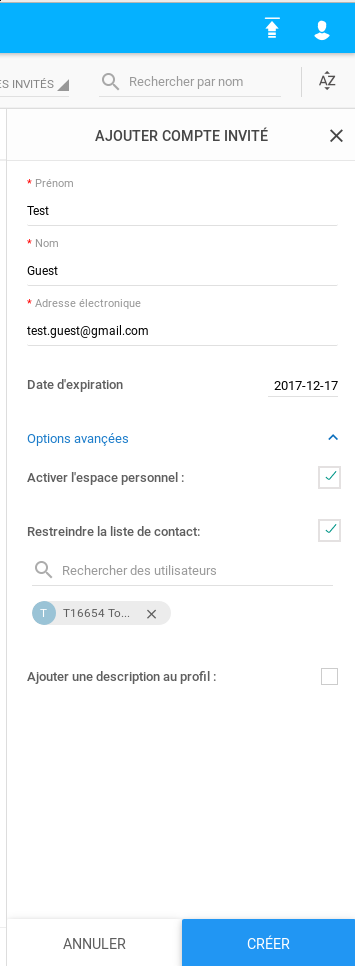 ES INVITÉS
Rechercher par nom
AZ
AJOUTER COMPTE INVITÉ
* Prénom
Test
* Nom
Guest
* Adresse électronique
test.guest@gmail.com
Date d'expiration 2017-12-17
Options avançées
Activer l'espace personnel :
Restreindre la liste de contact:
Rechercher des utilisateurs
T T16654 To...
Ajouter une description au profil :
ANNULER CRÉER